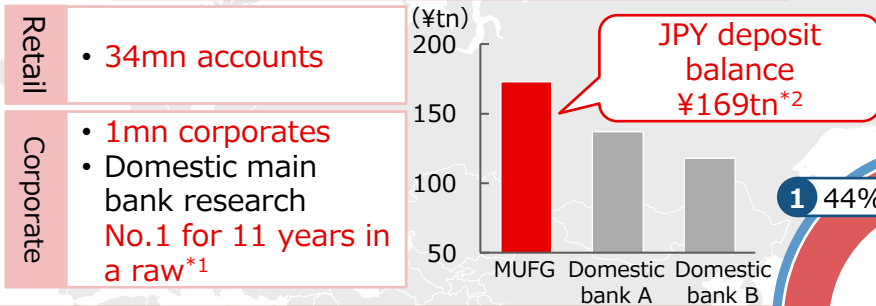 Retail
• 34mn accounts
Corporate
• 1mn corporates
• Domestic main
bank research
No.1 for 11 years in
a raw*1
(¥tn)
200
150
100
50
MUFG
Domestic
bank A
Domestic
bank B
JPY deposit
balance
¥169tn*2
1 44%